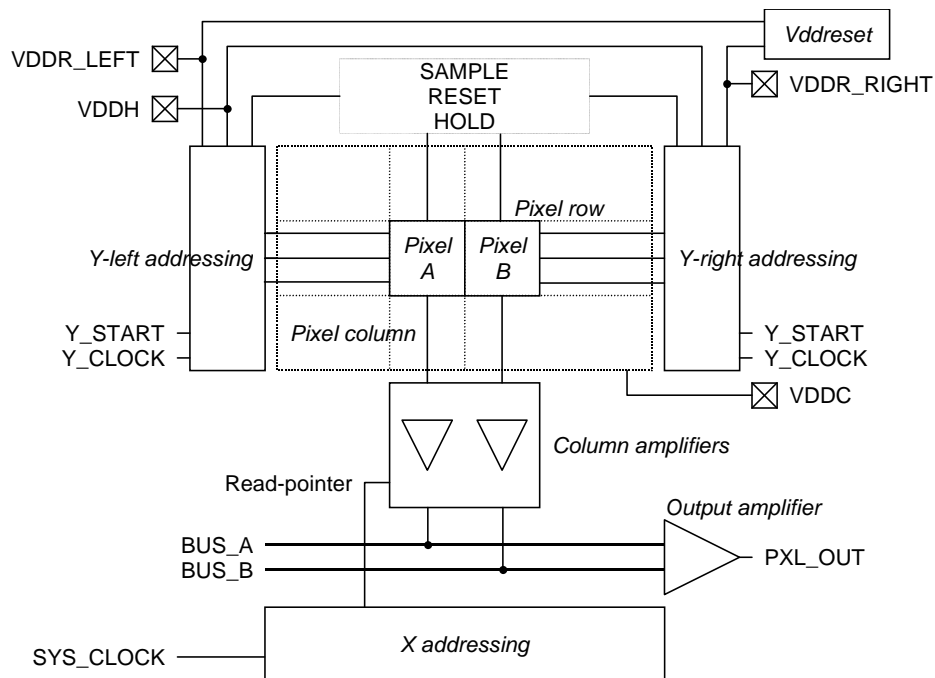 Vddreset
VDDR_LEFT
SAMPLE
RESET
HOLD
VDDR_RIGHT
VDDH
Pixel row
Pixel
A
Pixel
B
Y-left addressing
Y-right addressing
Pixel column
Y_START
Y_CLOCK
Y_START
Y_CLOCK
VDDC
Column amplifiers
Read-pointer
Output amplifier
BUS_A
BUS_B
PXL_OUT
X addressing
SYS_CLOCK